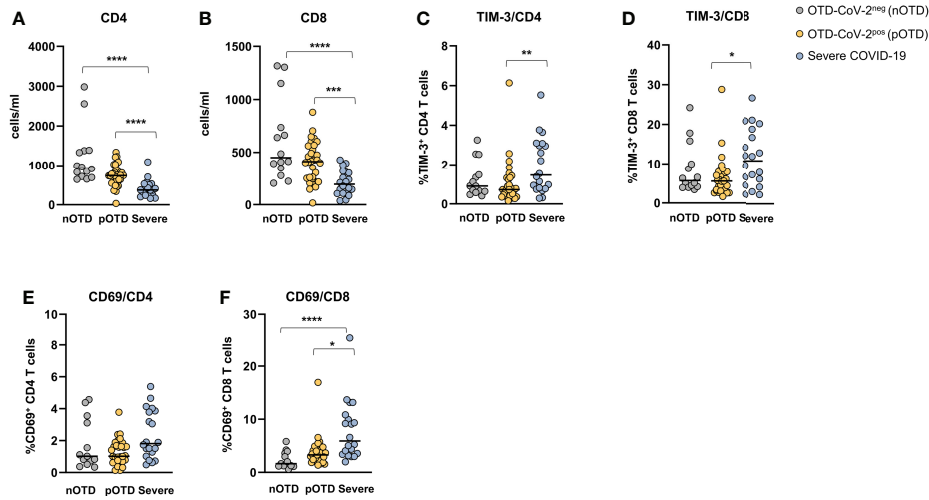 A
CD4
cells/ml
4000
3000
2000
1000
0
****
****
nOTD pOTD Severe
B
CD8
cells/ml
1500
1000
500
0
****
***
nOTD pOTD Severe
C
TIM-3/CD4
%TIM-3⁺ CD4 T cells
8
6
4
2
0
**
nOTD pOTD Severe
D
TIM-3/CD8
%TIM-3⁺ CD8 T cells
40
30
20
10
0
*
nOTD pOTD Severe
OTD-CoV-2ⁿᵉᵍ (nOTD)
OTD-CoV-2ᵖᵒˢ (pOTD)
Severe COVID-19
E
CD69/CD4
%CD69⁺ CD4 T cells
10
8
6
4
2
0
nOTD pOTD Severe
F
CD69/CD8
%CD69⁺ CD8 T cells
30
20
10
0
****
*
nOTD pOTD Severe